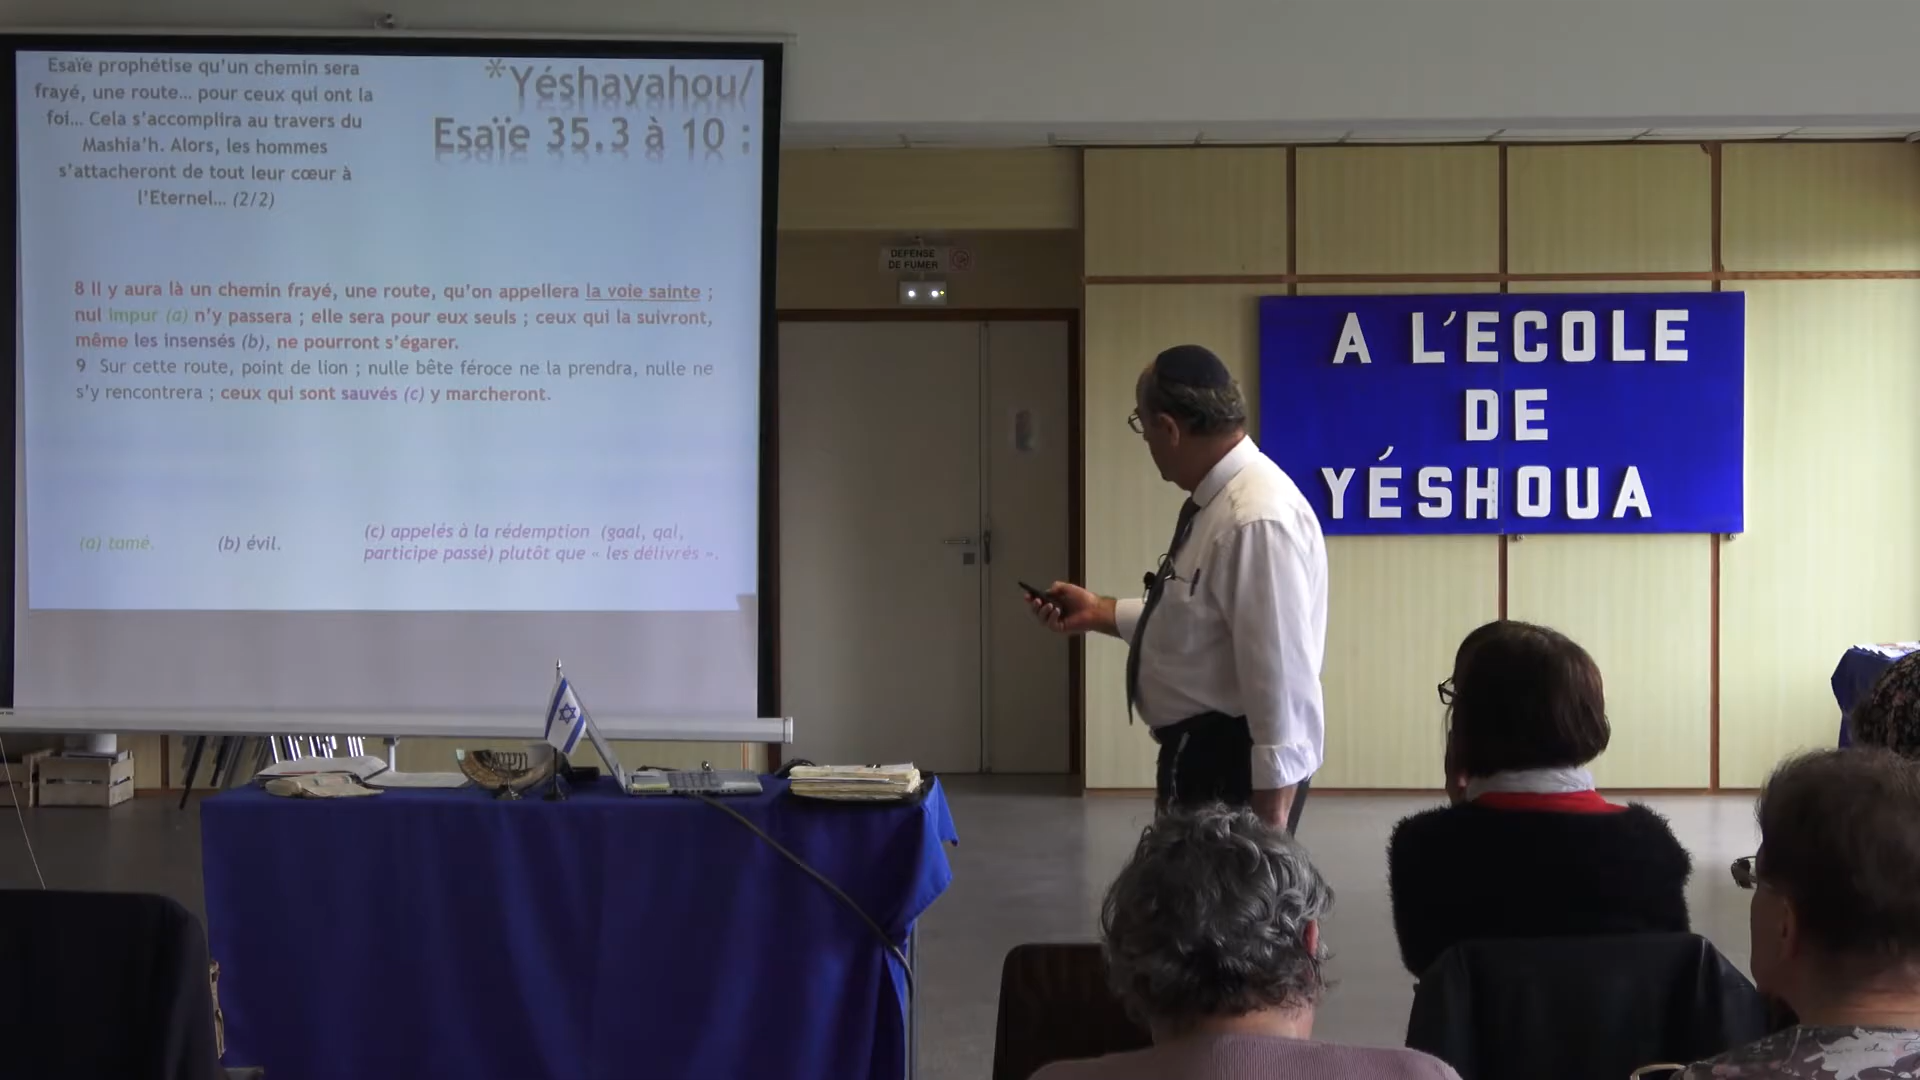 Esaïe prophétise qu'un chemin sera
frayé, une route... pour ceux qui ont la
foi... Cela s'accomplira au travers du
Mashia'h. Alors, les hommes
s'attacheront de tout leur cœur à
l'Eternel... (2/2)
*Yéshayahou/
Esaïe 35.3 à 10 :
8 Il y aura là un chemin frayé, une route, qu'on appellera la voie sainte ;
nul impur (a) n'y passera ; elle sera pour eux seuls ; ceux qui la suivront,
même les insensés (b), ne pourront s'égarer.
9 Sur cette route, point de lion ; nulle bête féroce ne la prendra, nulle ne
s'y rencontrera ; ceux qui sont sauvés (c) y marcheront.
(a) tamé.
(b) évil.
(c) appelés à la rédemption (gaal, qal,
participe passé) plutôt que « les délivrés ».
DEFENSE
DE FUMER
A L'ECOLE
DE
YÉSHOUA